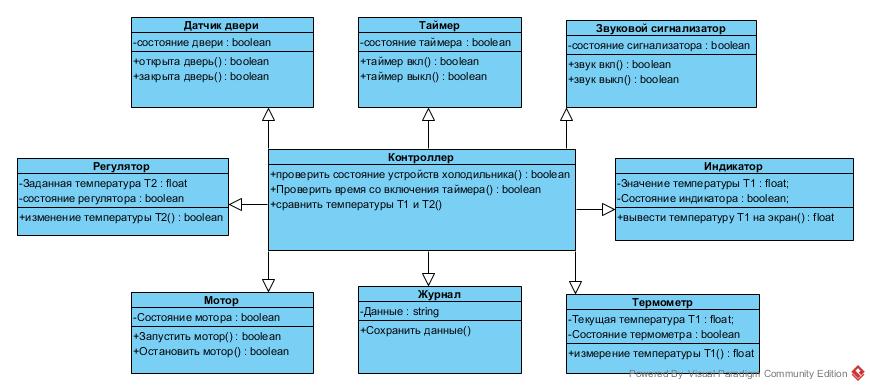 Датчик двери
-состояние двери : boolean
+открыта дверь() : boolean
+закрыта дверь() : boolean
Таймер
-состояние таймера : boolean
+таймер вкл() : boolean
+таймер выкл() : boolean
Звуковой сигнализатор
-состояние сигнализатора : boolean
+звук вкл() : boolean
+звук выкл() : boolean
Регулятор
-Заданная температура T2 : float
-состояние регулятора : boolean
+изменение температуры T2() : boolean
Контроллер
+проверить состояние устройств холодильника() : boolean
+Проверить время со включения таймера() : boolean
+сравнить температуры T1 и T2()
Индикатор
-Значение температуры T1 : float;
-Состояние индикатора : boolean;
+вывести температуру T1 на экран() : float
Мотор
-Состояние мотора : boolean
+Запустить мотор() : boolean
+Остановить мотор() : boolean
Журнал
-Данные : string
+Сохранить данные()
Термометр
-Текущая температура T1 : float;
-Состояние термометра : boolean
+измерение температуры T1() : float
Powered By Visual Paradigm Community Edition